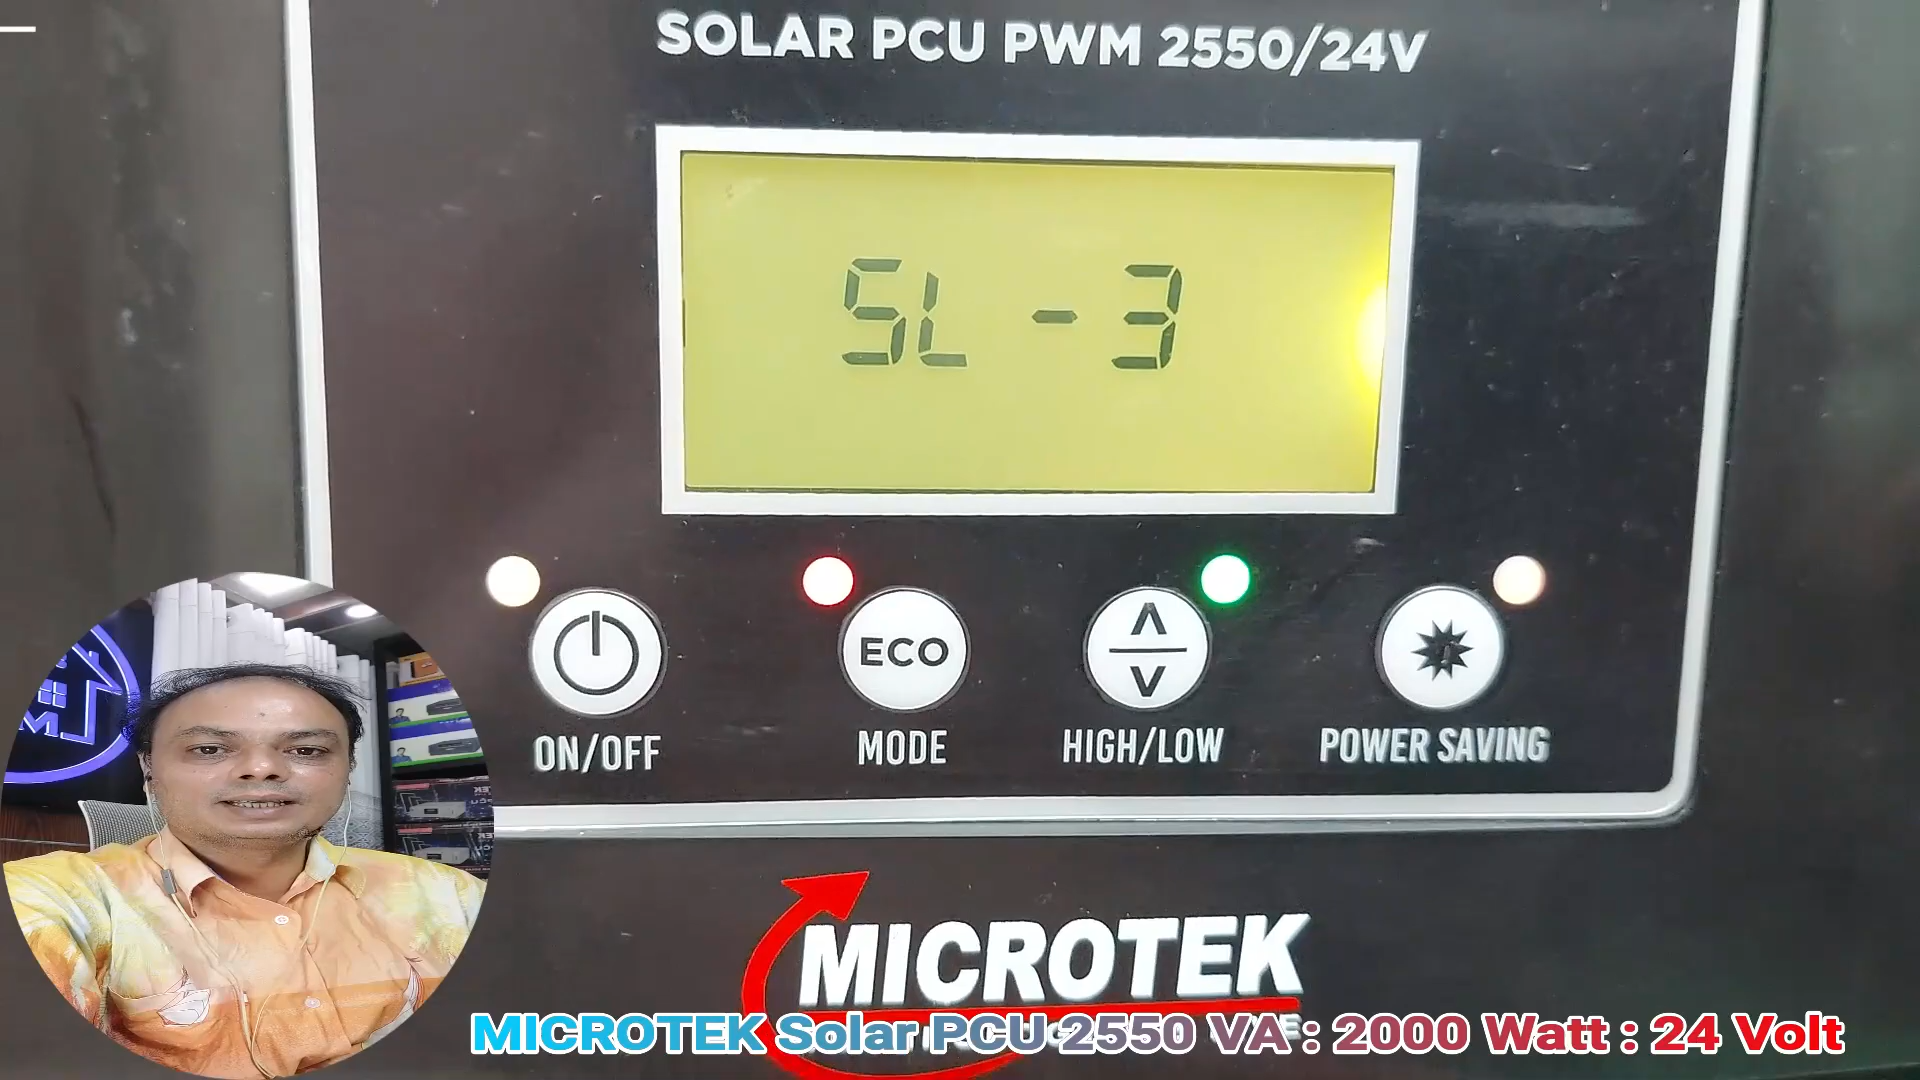 SOLAR PCU PWM 2550/24V
SL - 3
ECO
ON/OFF
MODE
HIGH/LOW
POWER SAVING
MICROTEK
MICROTEK Solar PCU 2550 VA : 2000 Watt : 24 Volt